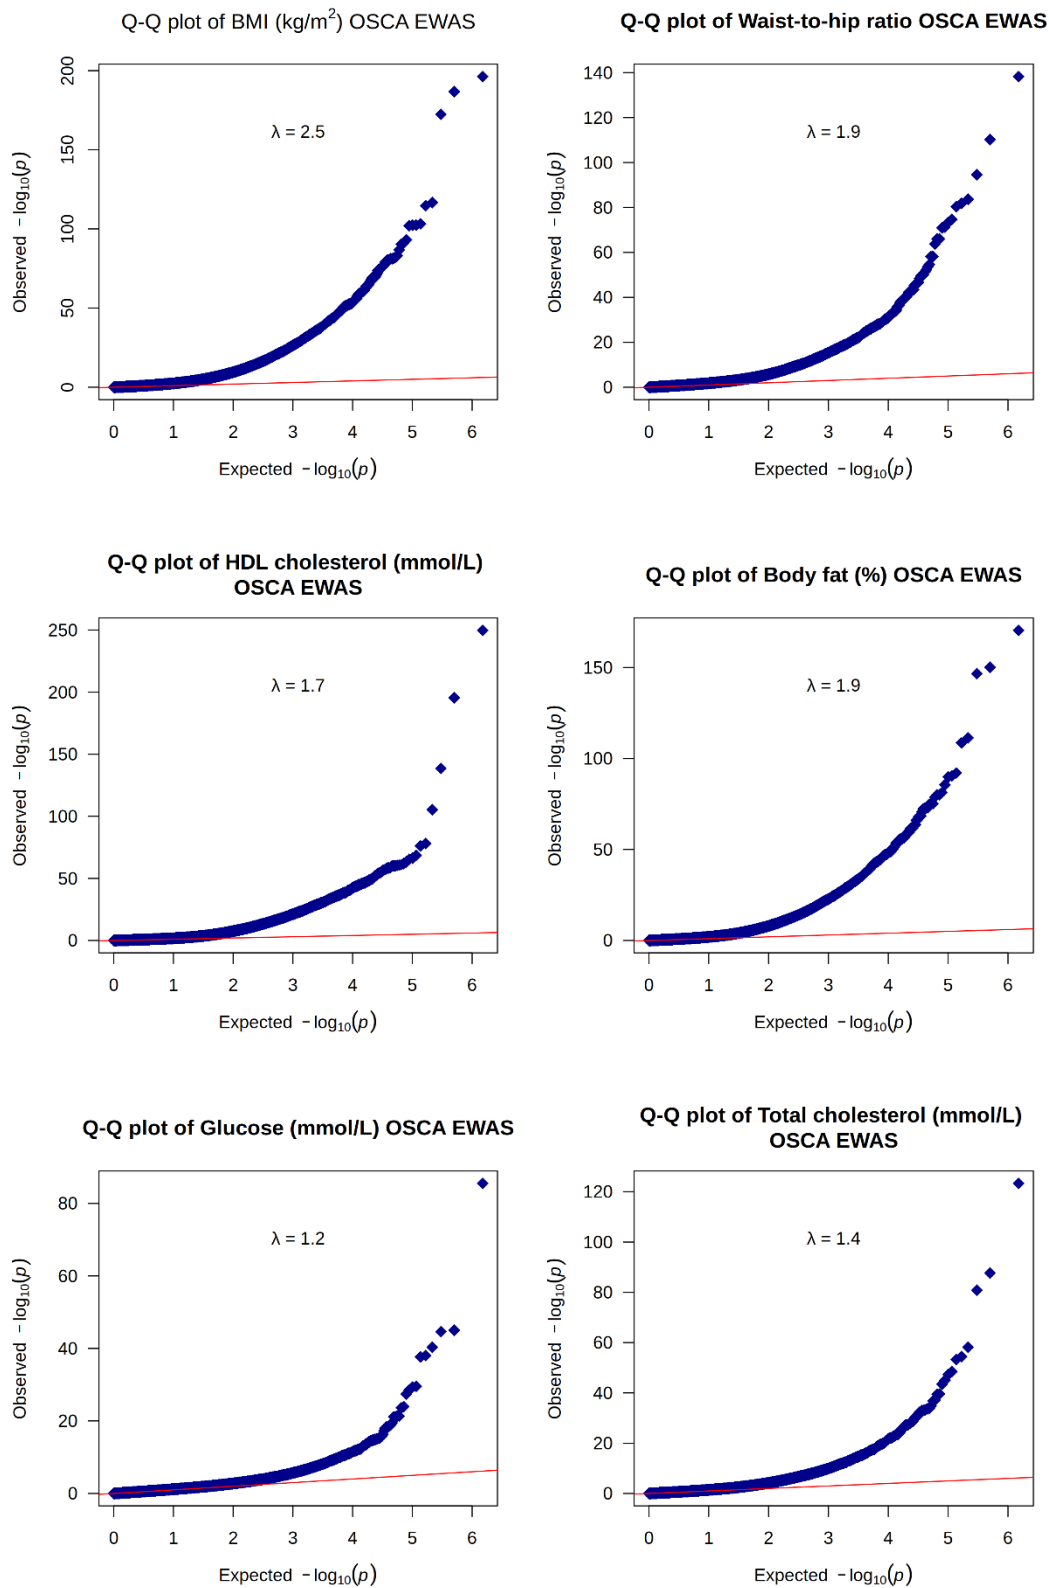 Q-Q plot of BMI (kg/m²) OSCA EWAS
200
150
100
50
0
Observed −log₁₀(p)
λ = 2.5
0 1 2 3 4 5 6
Expected −log₁₀(p)
Q-Q plot of Waist-to-hip ratio OSCA EWAS
140
120
100
80
60
40
20
0
Observed −log₁₀(p)
λ = 1.9
0 1 2 3 4 5 6
Expected −log₁₀(p)
Q-Q plot of HDL cholesterol (mmol/L)
OSCA EWAS
250
200
150
100
50
0
Observed −log₁₀(p)
λ = 1.7
0 1 2 3 4 5 6
Expected −log₁₀(p)
Q-Q plot of Body fat (%) OSCA EWAS
150
100
50
0
Observed −log₁₀(p)
λ = 1.9
0 1 2 3 4 5 6
Expected −log₁₀(p)
Q-Q plot of Glucose (mmol/L) OSCA EWAS
80
60
40
20
0
Observed −log₁₀(p)
λ = 1.2
0 1 2 3 4 5 6
Expected −log₁₀(p)
Q-Q plot of Total cholesterol (mmol/L)
OSCA EWAS
120
100
80
60
40
20
0
Observed −log₁₀(p)
λ = 1.4
0 1 2 3 4 5 6
Expected −log₁₀(p)